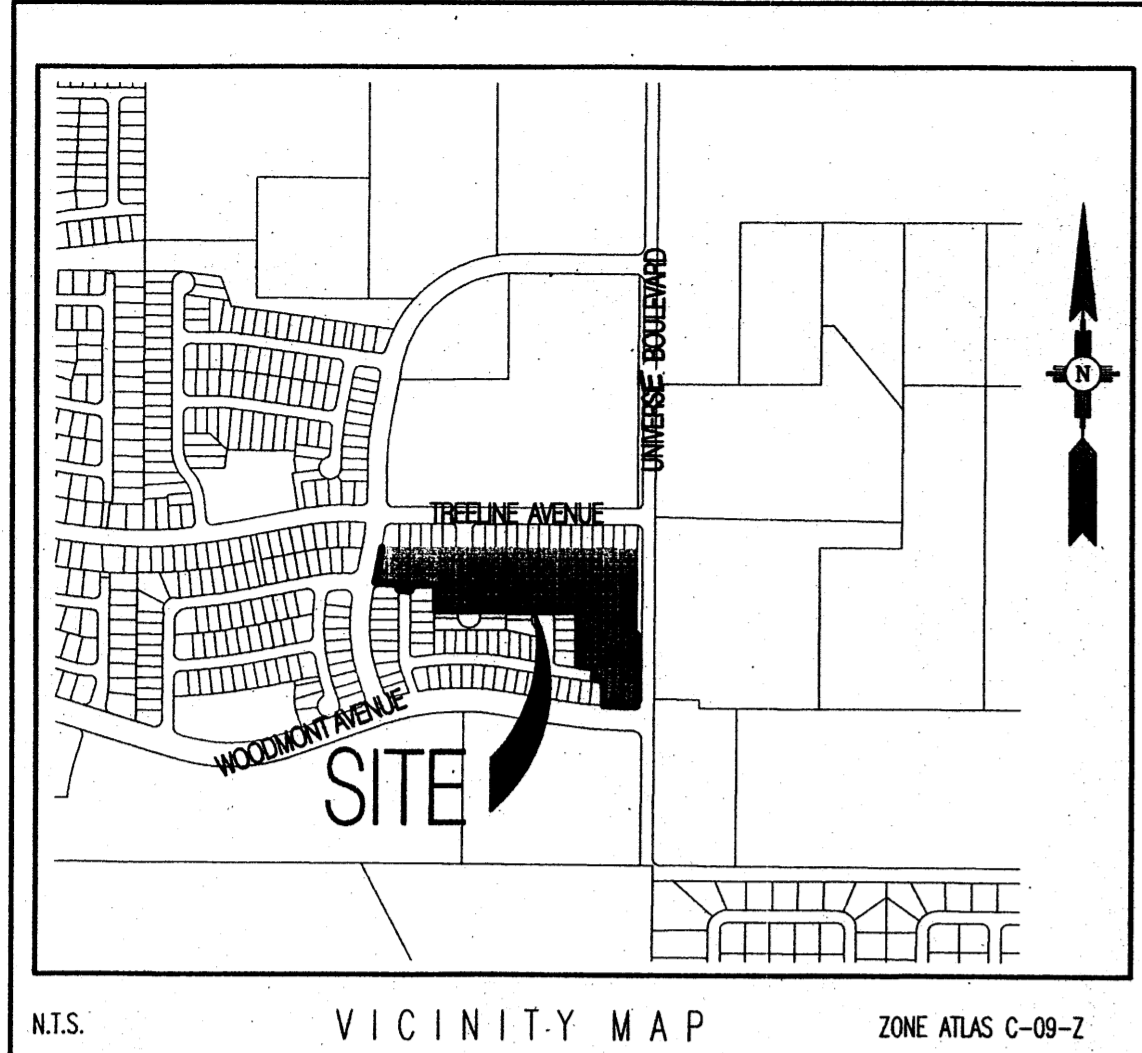 UNIVERSE BOULEVARD
N
TREELINE AVENUE
WOODMONT AVENUE
SITE
N.T.S. VICINITY MAP ZONE ATLAS C-09-Z